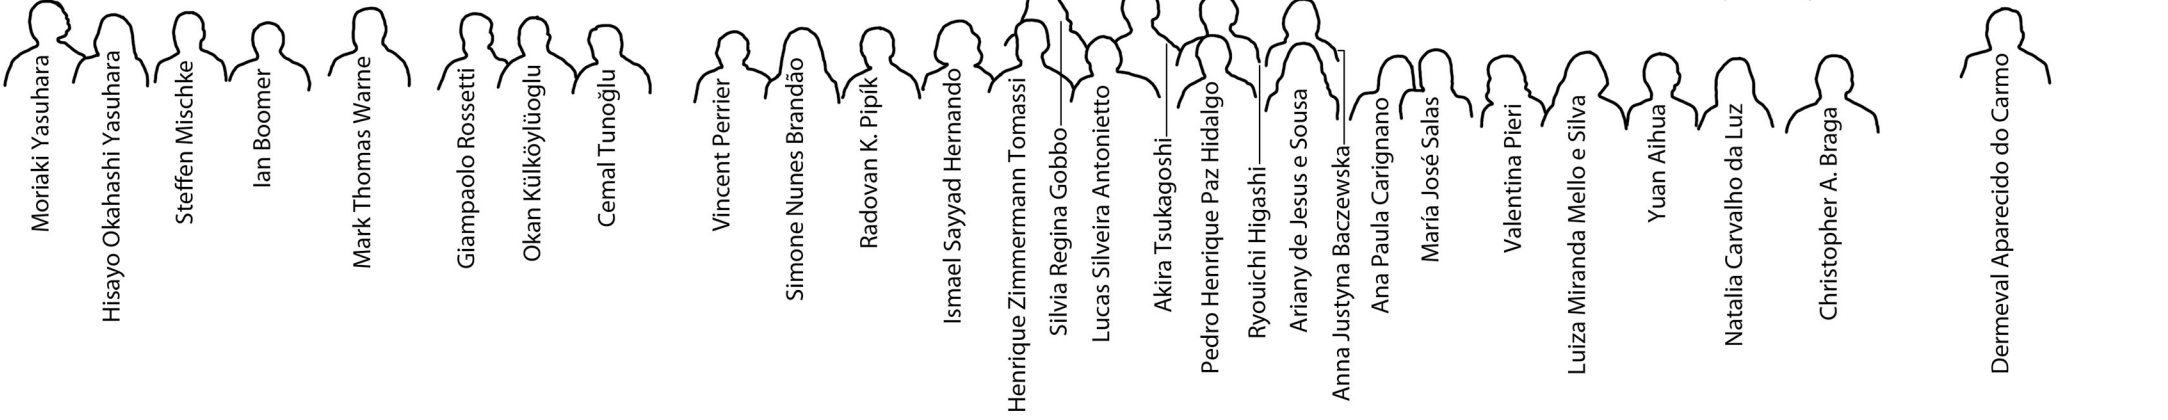 Moriaki Yasuhara
Hisayo Okahashi Yasuhara
Steffen Mischke
Ian Boomer
Mark Thomas Warne
Giampaolo Rossetti
Okan Külköylüoglu
Cemal Tunoğlu
Vincent Perrier
Simone Nunes Brandão
Radovan K. Pipík
Ismael Sayyad Hernando
Henrique Zimmermann Tomassi
Silvia Regina Gobbo
Lucas Silveira Antonietto
Akira Tsukagoshi
Pedro Henrique Paz Hidalgo
Ryouichi Higashi
Ariany de Jesus e Sousa
Anna Justyna Baczewska
Ana Paula Carignano
María José Salas
Valentina Pieri
Luiza Miranda Mello e Silva
Yuan Aihua
Natalia Carvalho da Luz
Christopher A. Braga
Dermeval Aparecido do Carmo